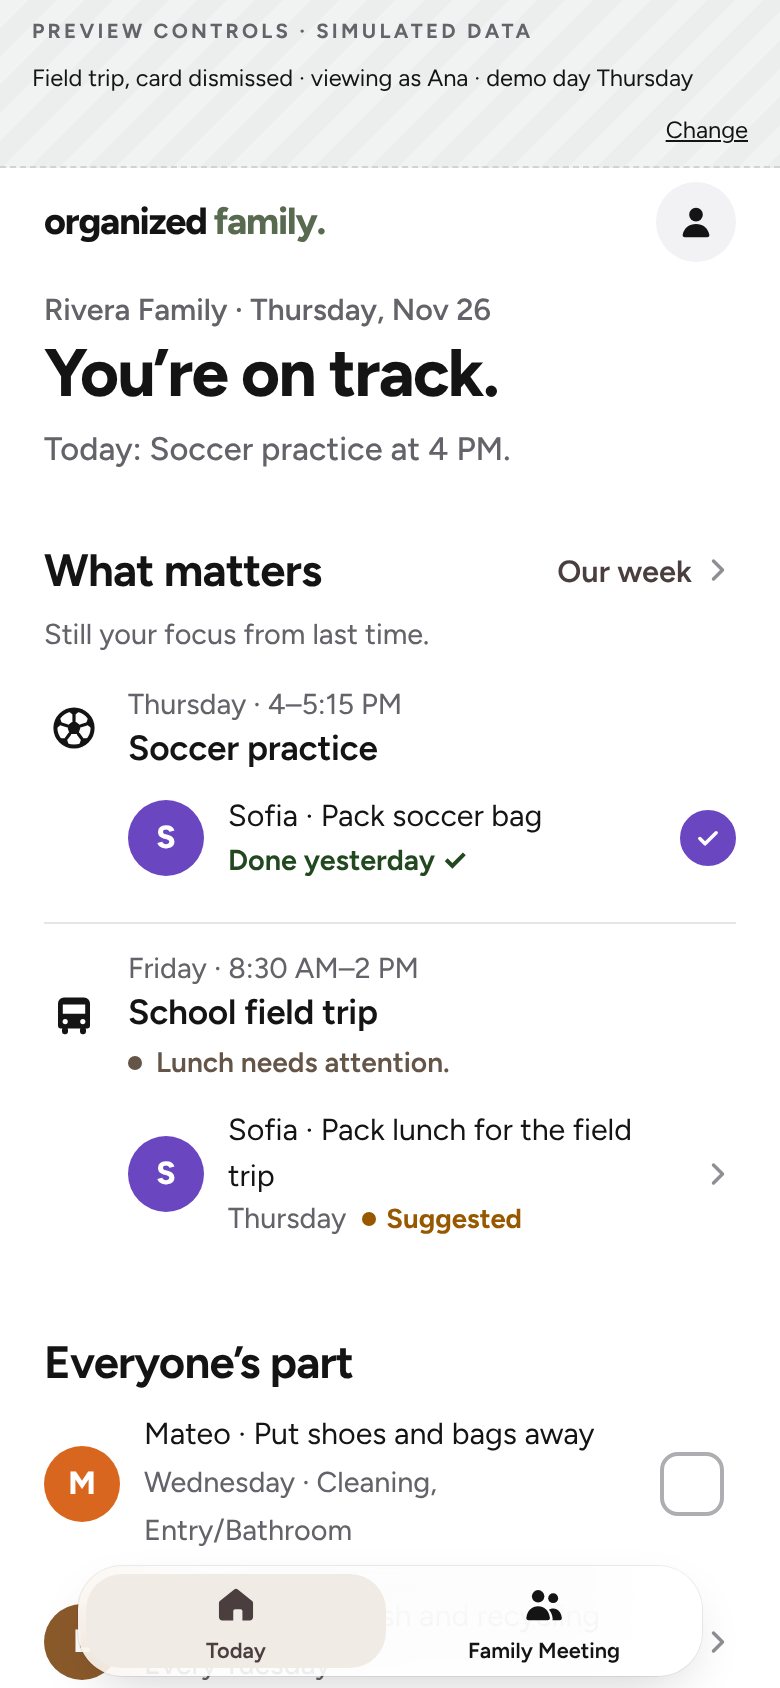 PREVIEW CONTROLS · SIMULATED DATA
Field trip, card dismissed · viewing as Ana · demo day Thursday
Change
organized family.
Rivera Family · Thursday, Nov 26
You’re on track.
Today: Soccer practice at 4 PM.
What matters
Our week
Still your focus from last time.
Thursday · 4–5:15 PM
Soccer practice
S
Sofia · Pack soccer bag
Done yesterday ✓
Friday · 8:30 AM–2 PM
School field trip
Lunch needs attention.
S
Sofia · Pack lunch for the field
trip
Thursday
Suggested
Everyone’s part
M
Mateo · Put shoes and bags away
Wednesday · Cleaning,
Entry/Bathroom
and recycling
Every Tuesday
Today
Family Meeting